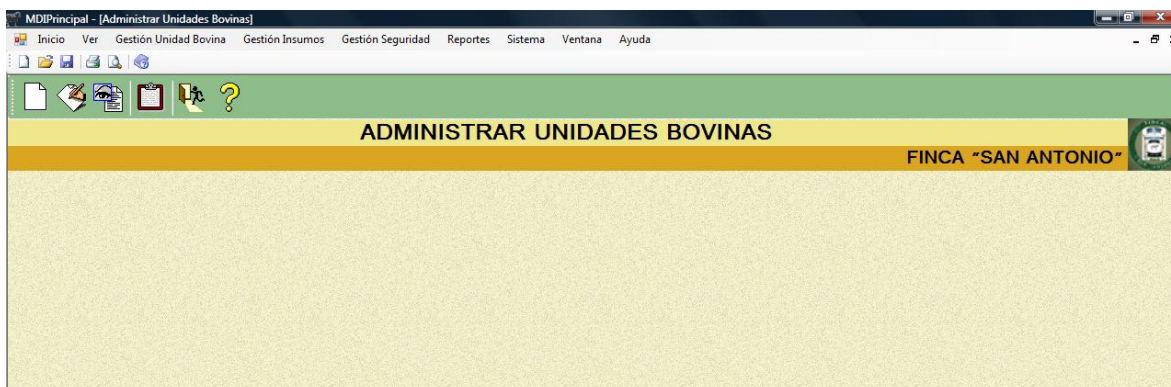 MDIPrincipal - [Administrar Unidades Bovinas]
Inicio Ver Gestión Unidad Bovina Gestión Insumos Gestión Seguridad Reportes Sistema Ventana Ayuda
ADMINISTRAR UNIDADES BOVINAS
FINCA "SAN ANTONIO"